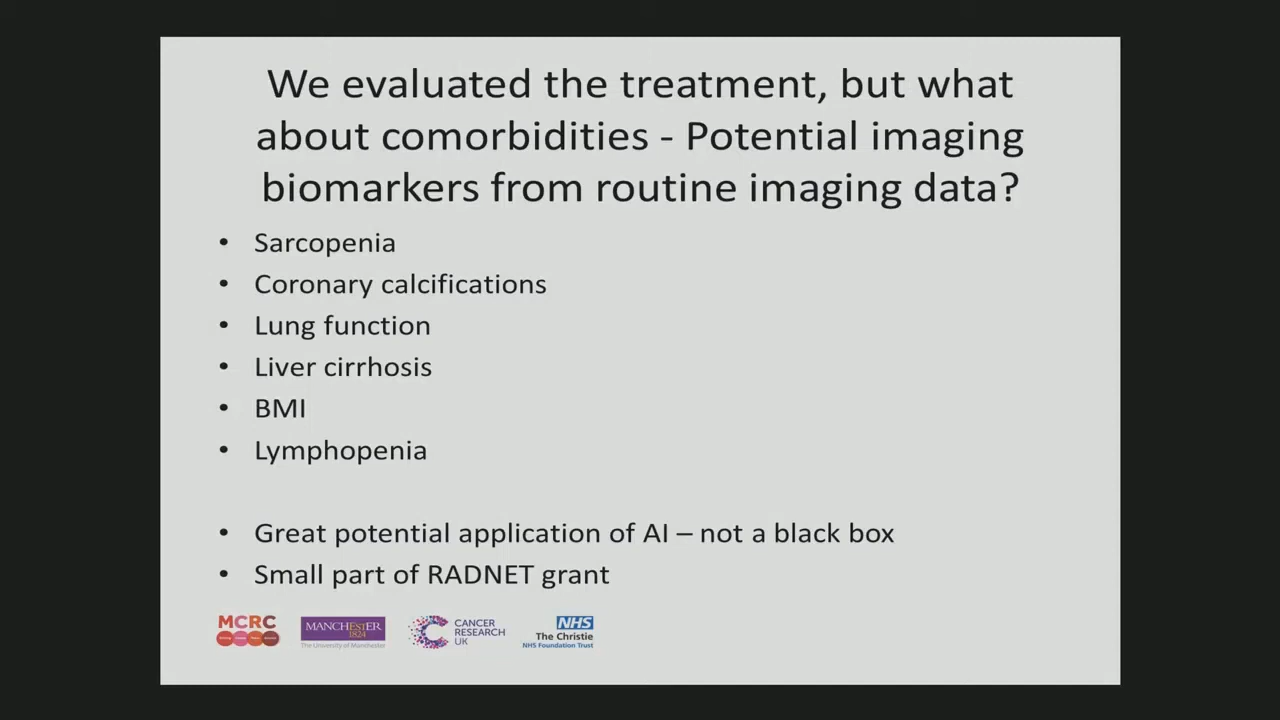 We evaluated the treatment, but what
about comorbidities - Potential imaging
biomarkers from routine imaging data?
• Sarcopenia
• Coronary calcifications
• Lung function
• Liver cirrhosis
• BMI
• Lymphopenia
• Great potential application of AI – not a black box
• Small part of RADNET grant
MCRC
MANCHESTER
1824
The University of Manchester
CANCER
RESEARCH
UK
NHS
The Christie
NHS Foundation Trust